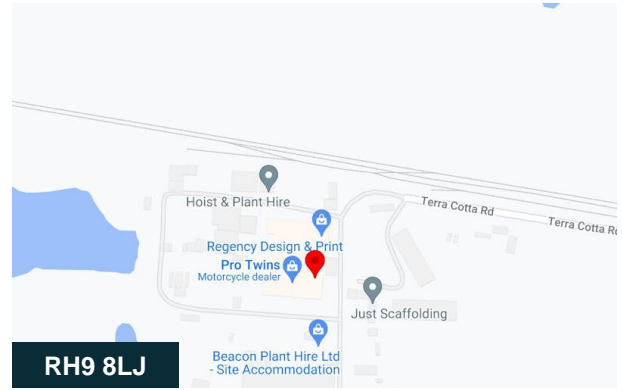 Hoist & Plant Hire
Terra Cotta Rd
Terra Cotta Rd
Regency Design & Print
Pro Twins
Motorcycle dealer
Just Scaffolding
Beacon Plant Hire Ltd
- Site Accommodation
RH9 8LJ